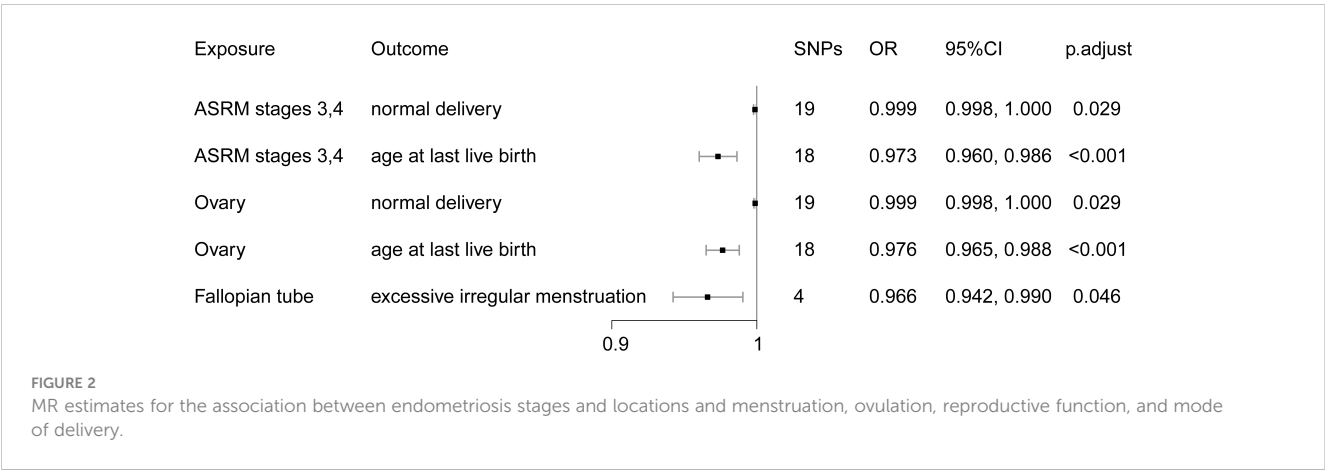 Exposure Outcome SNPs OR 95%CI p.adjust
ASRM stages 3,4 normal delivery 19 0.999 0.998, 1.000 0.029
ASRM stages 3,4 age at last live birth 18 0.973 0.960, 0.986 <0.001
Ovary normal delivery 19 0.999 0.998, 1.000 0.029
Ovary age at last live birth 18 0.976 0.965, 0.988 <0.001
Fallopian tube excessive irregular menstruation 4 0.966 0.942, 0.990 0.046
0.9 1
FIGURE 2
MR estimates for the association between endometriosis stages and locations and menstruation, ovulation, reproductive function, and mode
of delivery.